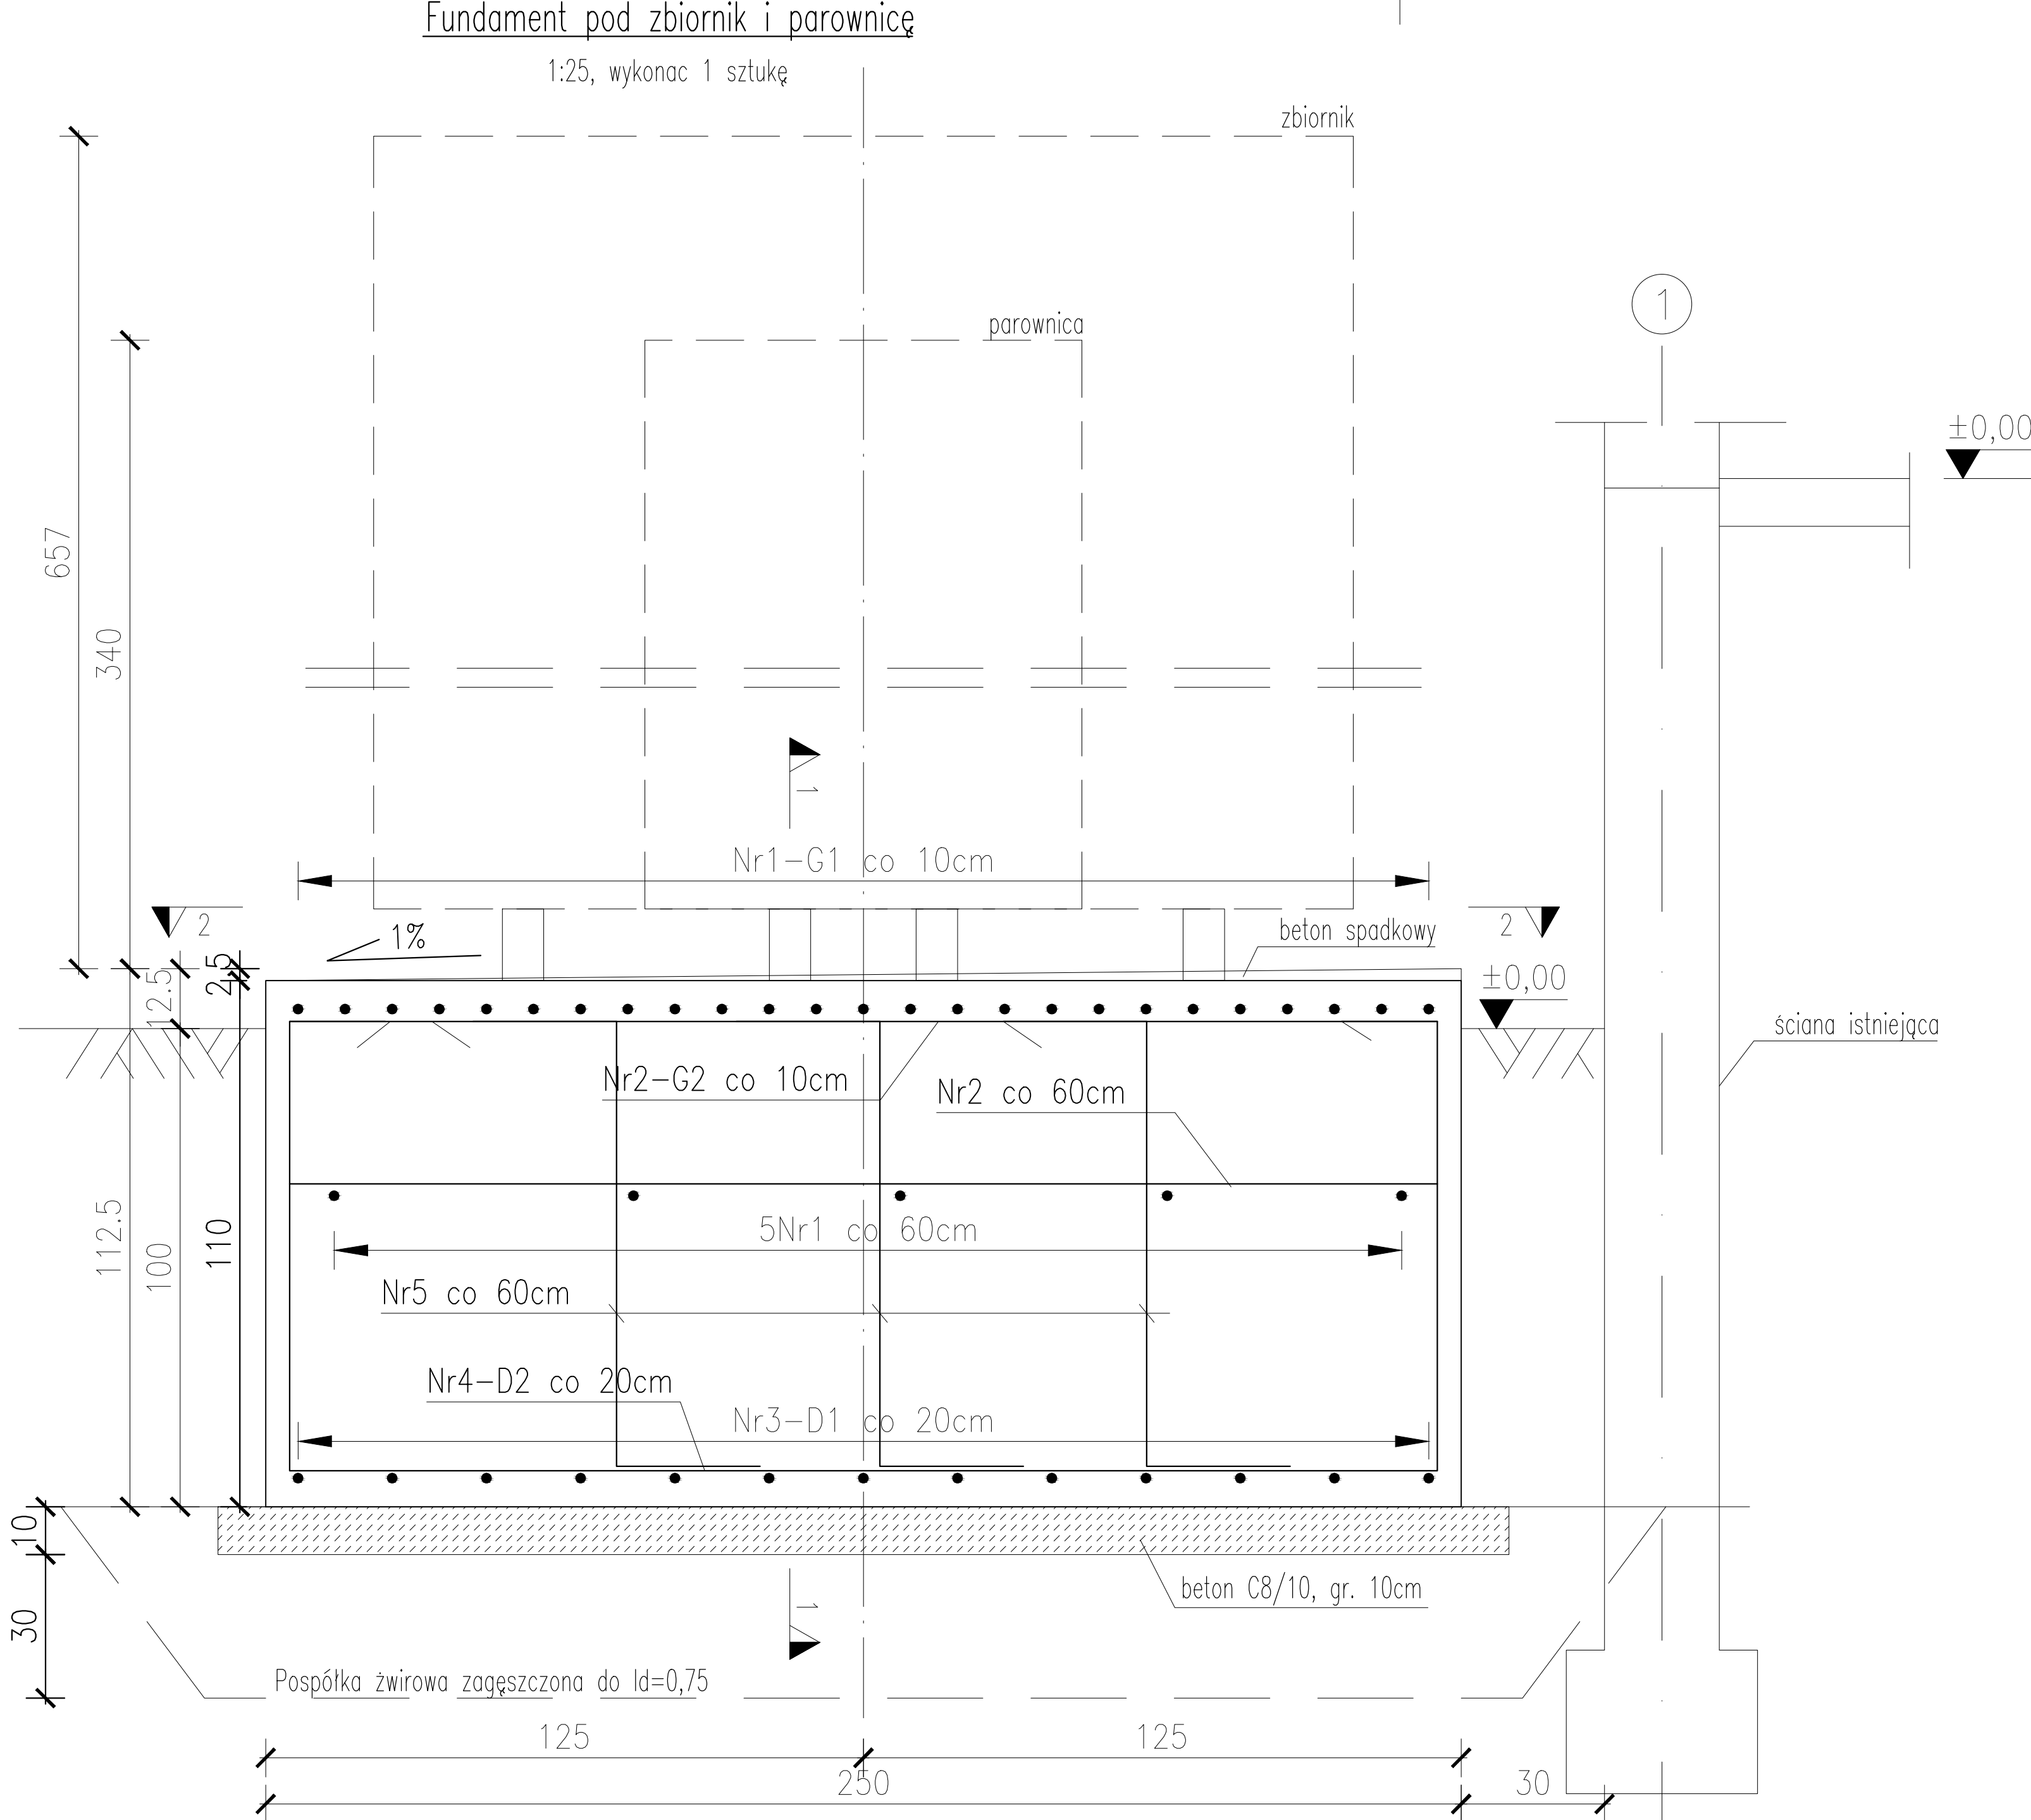 Fundament pod zbiornik i parownicę
1:25, wykonac 1 sztukę
zbiornik
parownica
1
±0,00
657
340
1
Nr1-G1 co 10cm
2
2
1%
beton spadkowy
2.5
12.5
±0,00
ściana istniejąca
Nr2-G2 co 10cm
Nr2 co 60cm
112.5
100
110
5Nr1 co 60cm
Nr5 co 60cm
Nr4-D2 co 20cm
Nr3-D1 co 20cm
10
beton C8/10, gr. 10cm
1
30
Pospółka żwirowa zagęszczona do Id=0,75
125
125
250
30